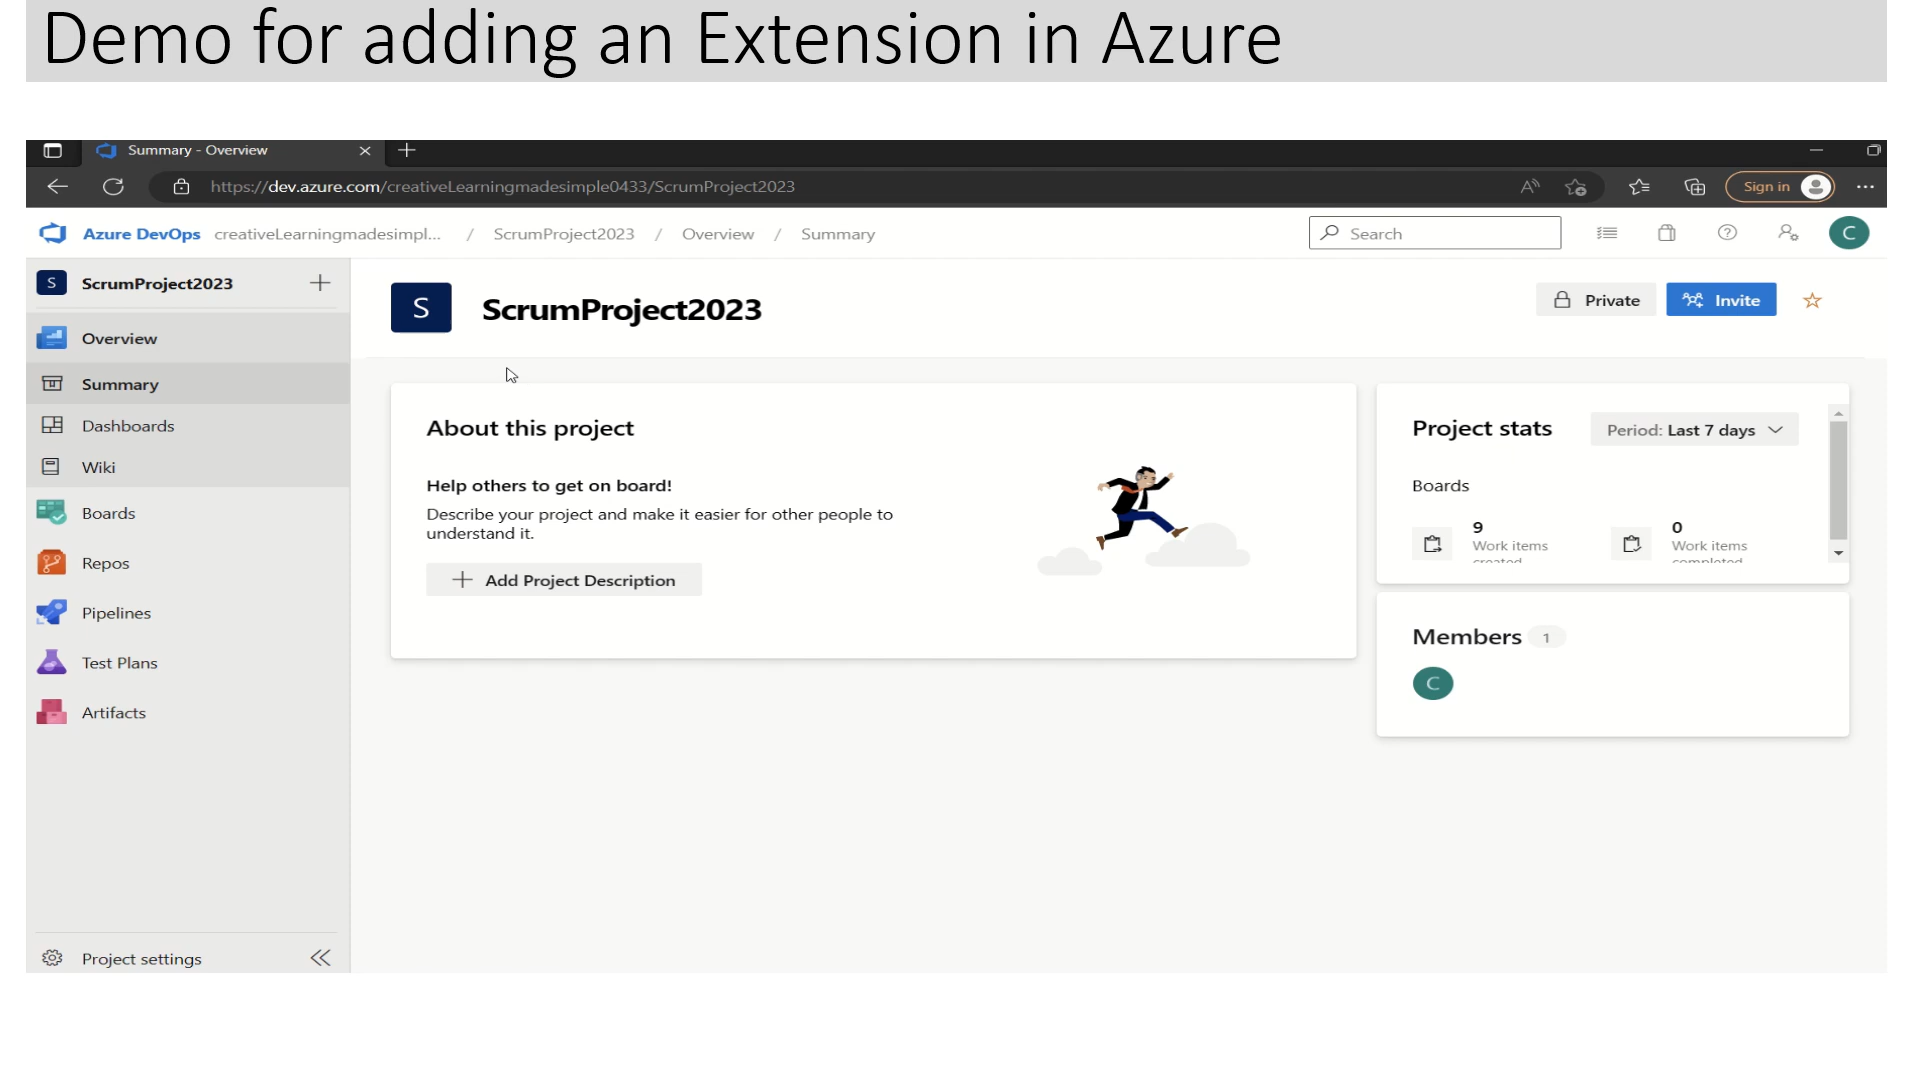 Demo for adding an Extension in Azure
Summary - Overview
https://dev.azure.com/creativeLearningmadesimple0433/ScrumProject2023
Sign in
Azure DevOps creativeLearningmadesimpl... / ScrumProject2023 / Overview / Summary
Search
C
S ScrumProject2023
Overview
Summary
Dashboards
Wiki
Boards
Repos
Pipelines
Test Plans
Artifacts
Project settings
S ScrumProject2023
Private
Invite
About this project
Help others to get on board!
Describe your project and make it easier for other people to
understand it.
Add Project Description
Project stats
Period: Last 7 days
Boards
9
Work items
created
0
Work items
completed
Members 1
C